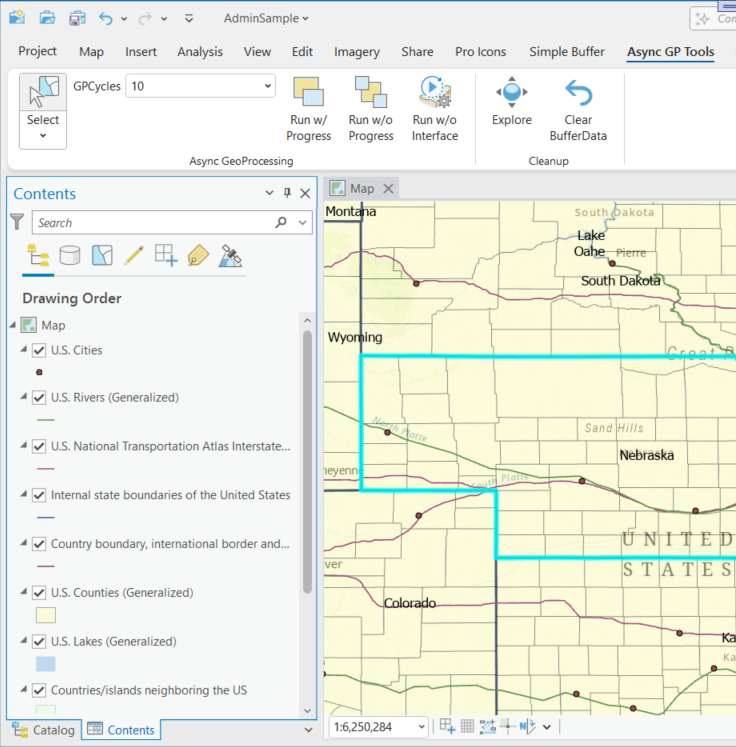 AdminSample
Project Map Insert Analysis View Edit Imagery Share Pro Icons Simple Buffer Async GP Tools
Select
GPCycles 10
Run w/ Progress
Run w/o Progress
Run w/o Interface
Explore
Clear BufferData
Async GeoProcessing
Cleanup
Contents
Search
Drawing Order
Map
U.S. Cities
U.S. Rivers (Generalized)
U.S. National Transportation Atlas Interstate...
Internal state boundaries of the United States
Country boundary, international border and...
U.S. Counties (Generalized)
U.S. Lakes (Generalized)
Countries/islands neighboring the US
Catalog Contents
Map
Montana
South Dakota
Lake
Oahe
Pierre
South Dakota
Wyoming
Great
North Platte
Sand Hills
Nebraska
South Platte
UNITED
STATES
Colorado
1:6,250,284